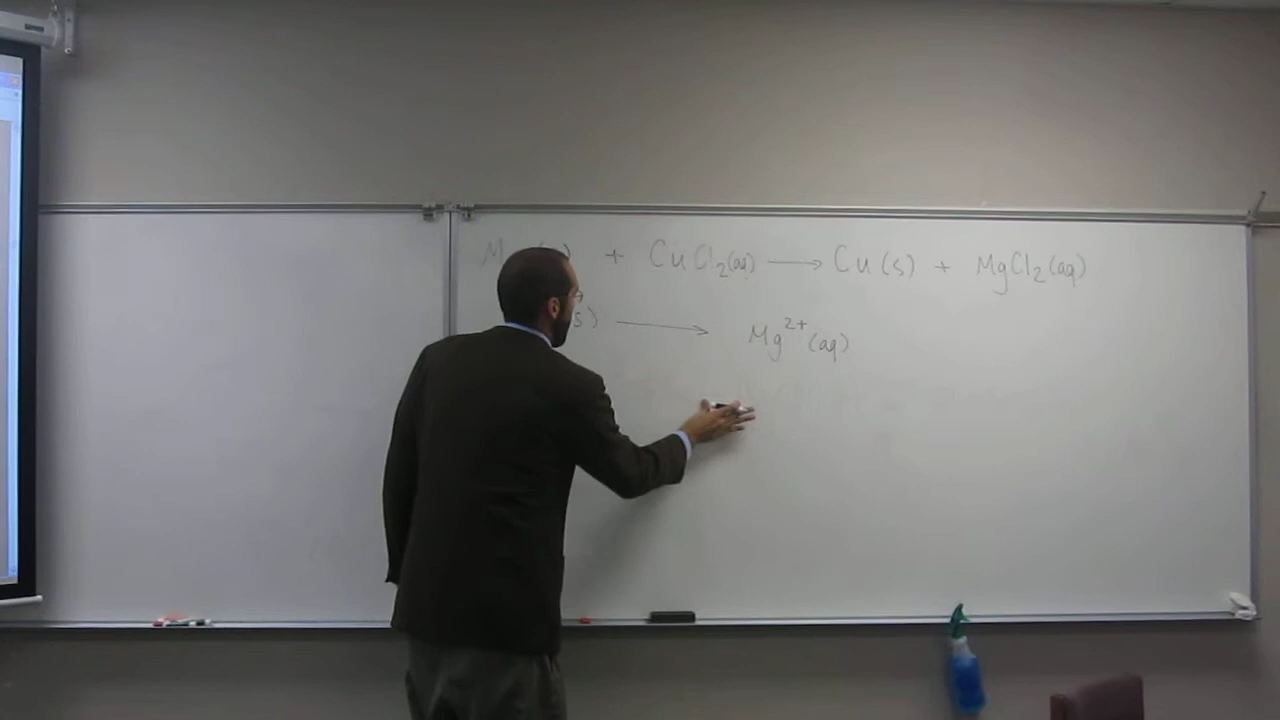 M (s) + CuCl₂(aq) → Cu(s) + MgCl₂(aq)
(s) → Mg²⁺(aq)